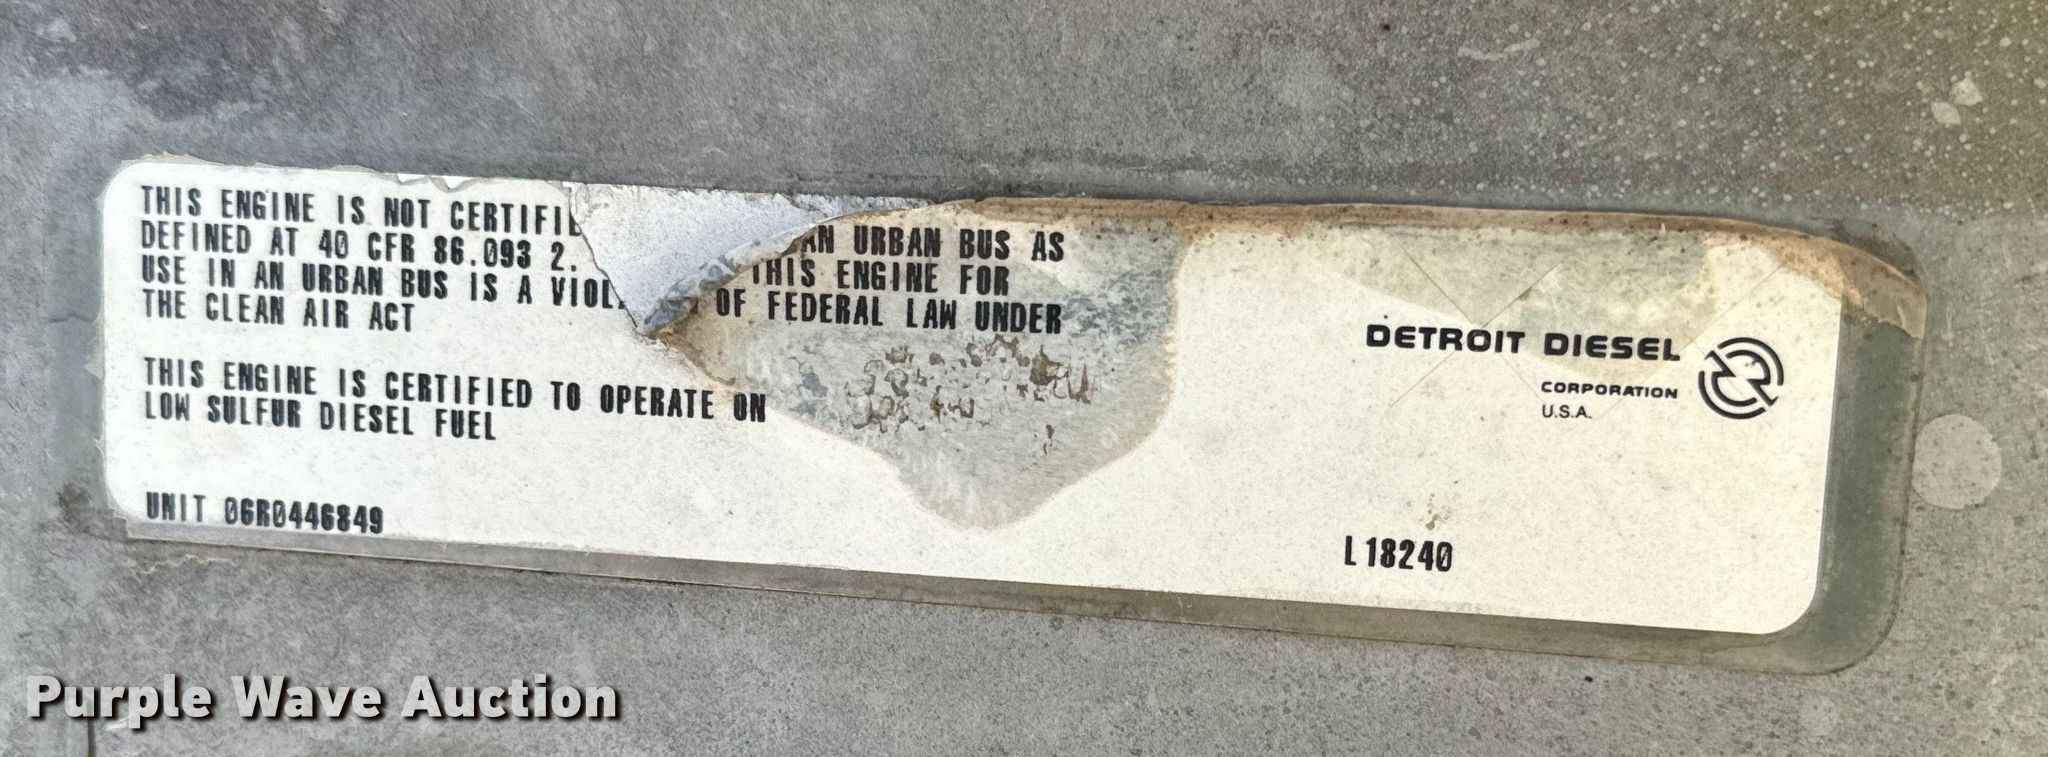 THIS ENGINE IS NOT CERTIFI AN URBAN BUS AS
DEFINED AT 40 CFR 86.093 2. THIS ENGINE FOR
USE IN AN URBAN BUS IS A VIOL OF FEDERAL LAW UNDER
THE CLEAN AIR ACT
THIS ENGINE IS CERTIFIED TO OPERATE ON
LOW SULFUR DIESEL FUEL
UNIT 06R0446849
DETROIT DIESEL
CORPORATION
U.S.A.
L18240
Purple Wave Auction